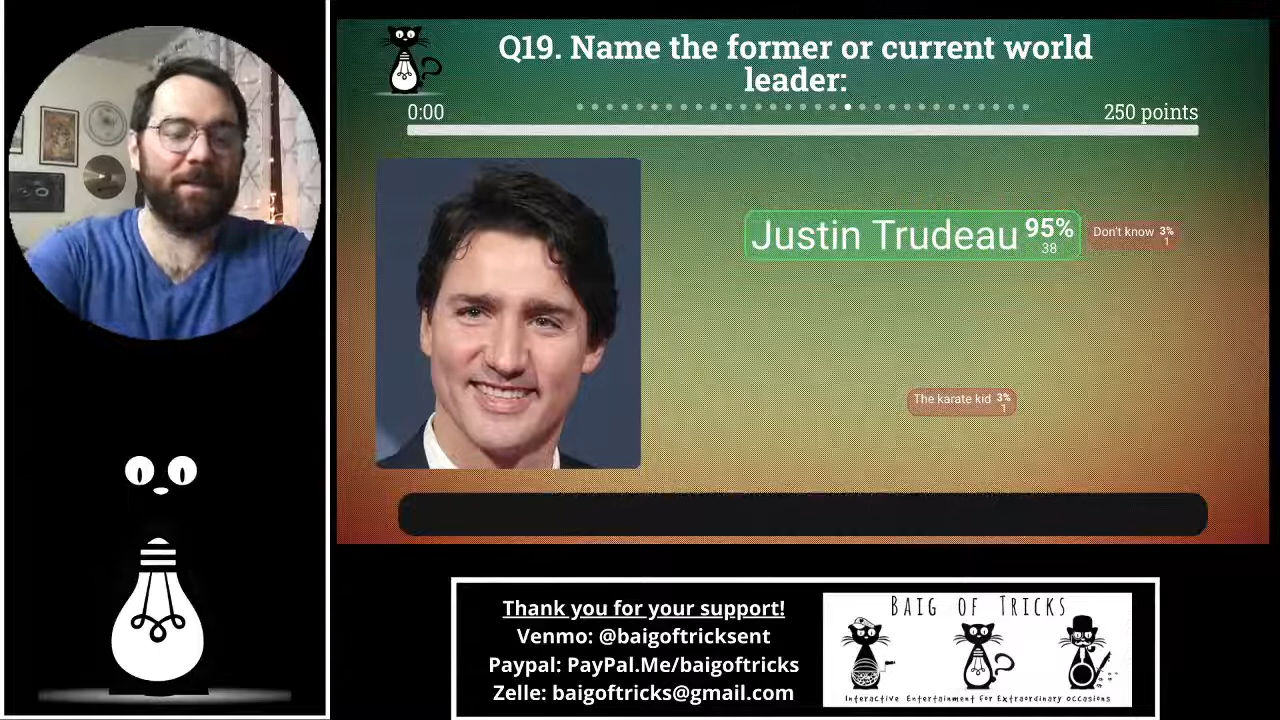 Q19. Name the former or current world
leader:
0:00
250 points
Justin Trudeau 95%
38
Don't know 3%
1
The karate kid 3%
1
Thank you for your support!
Venmo: @baigoftricksent
Paypal: PayPal.Me/baigoftricks
Zelle: baigoftricks@gmail.com
BAIG OF TRICKS
Interactive Entertainment for Extraordinary occasions